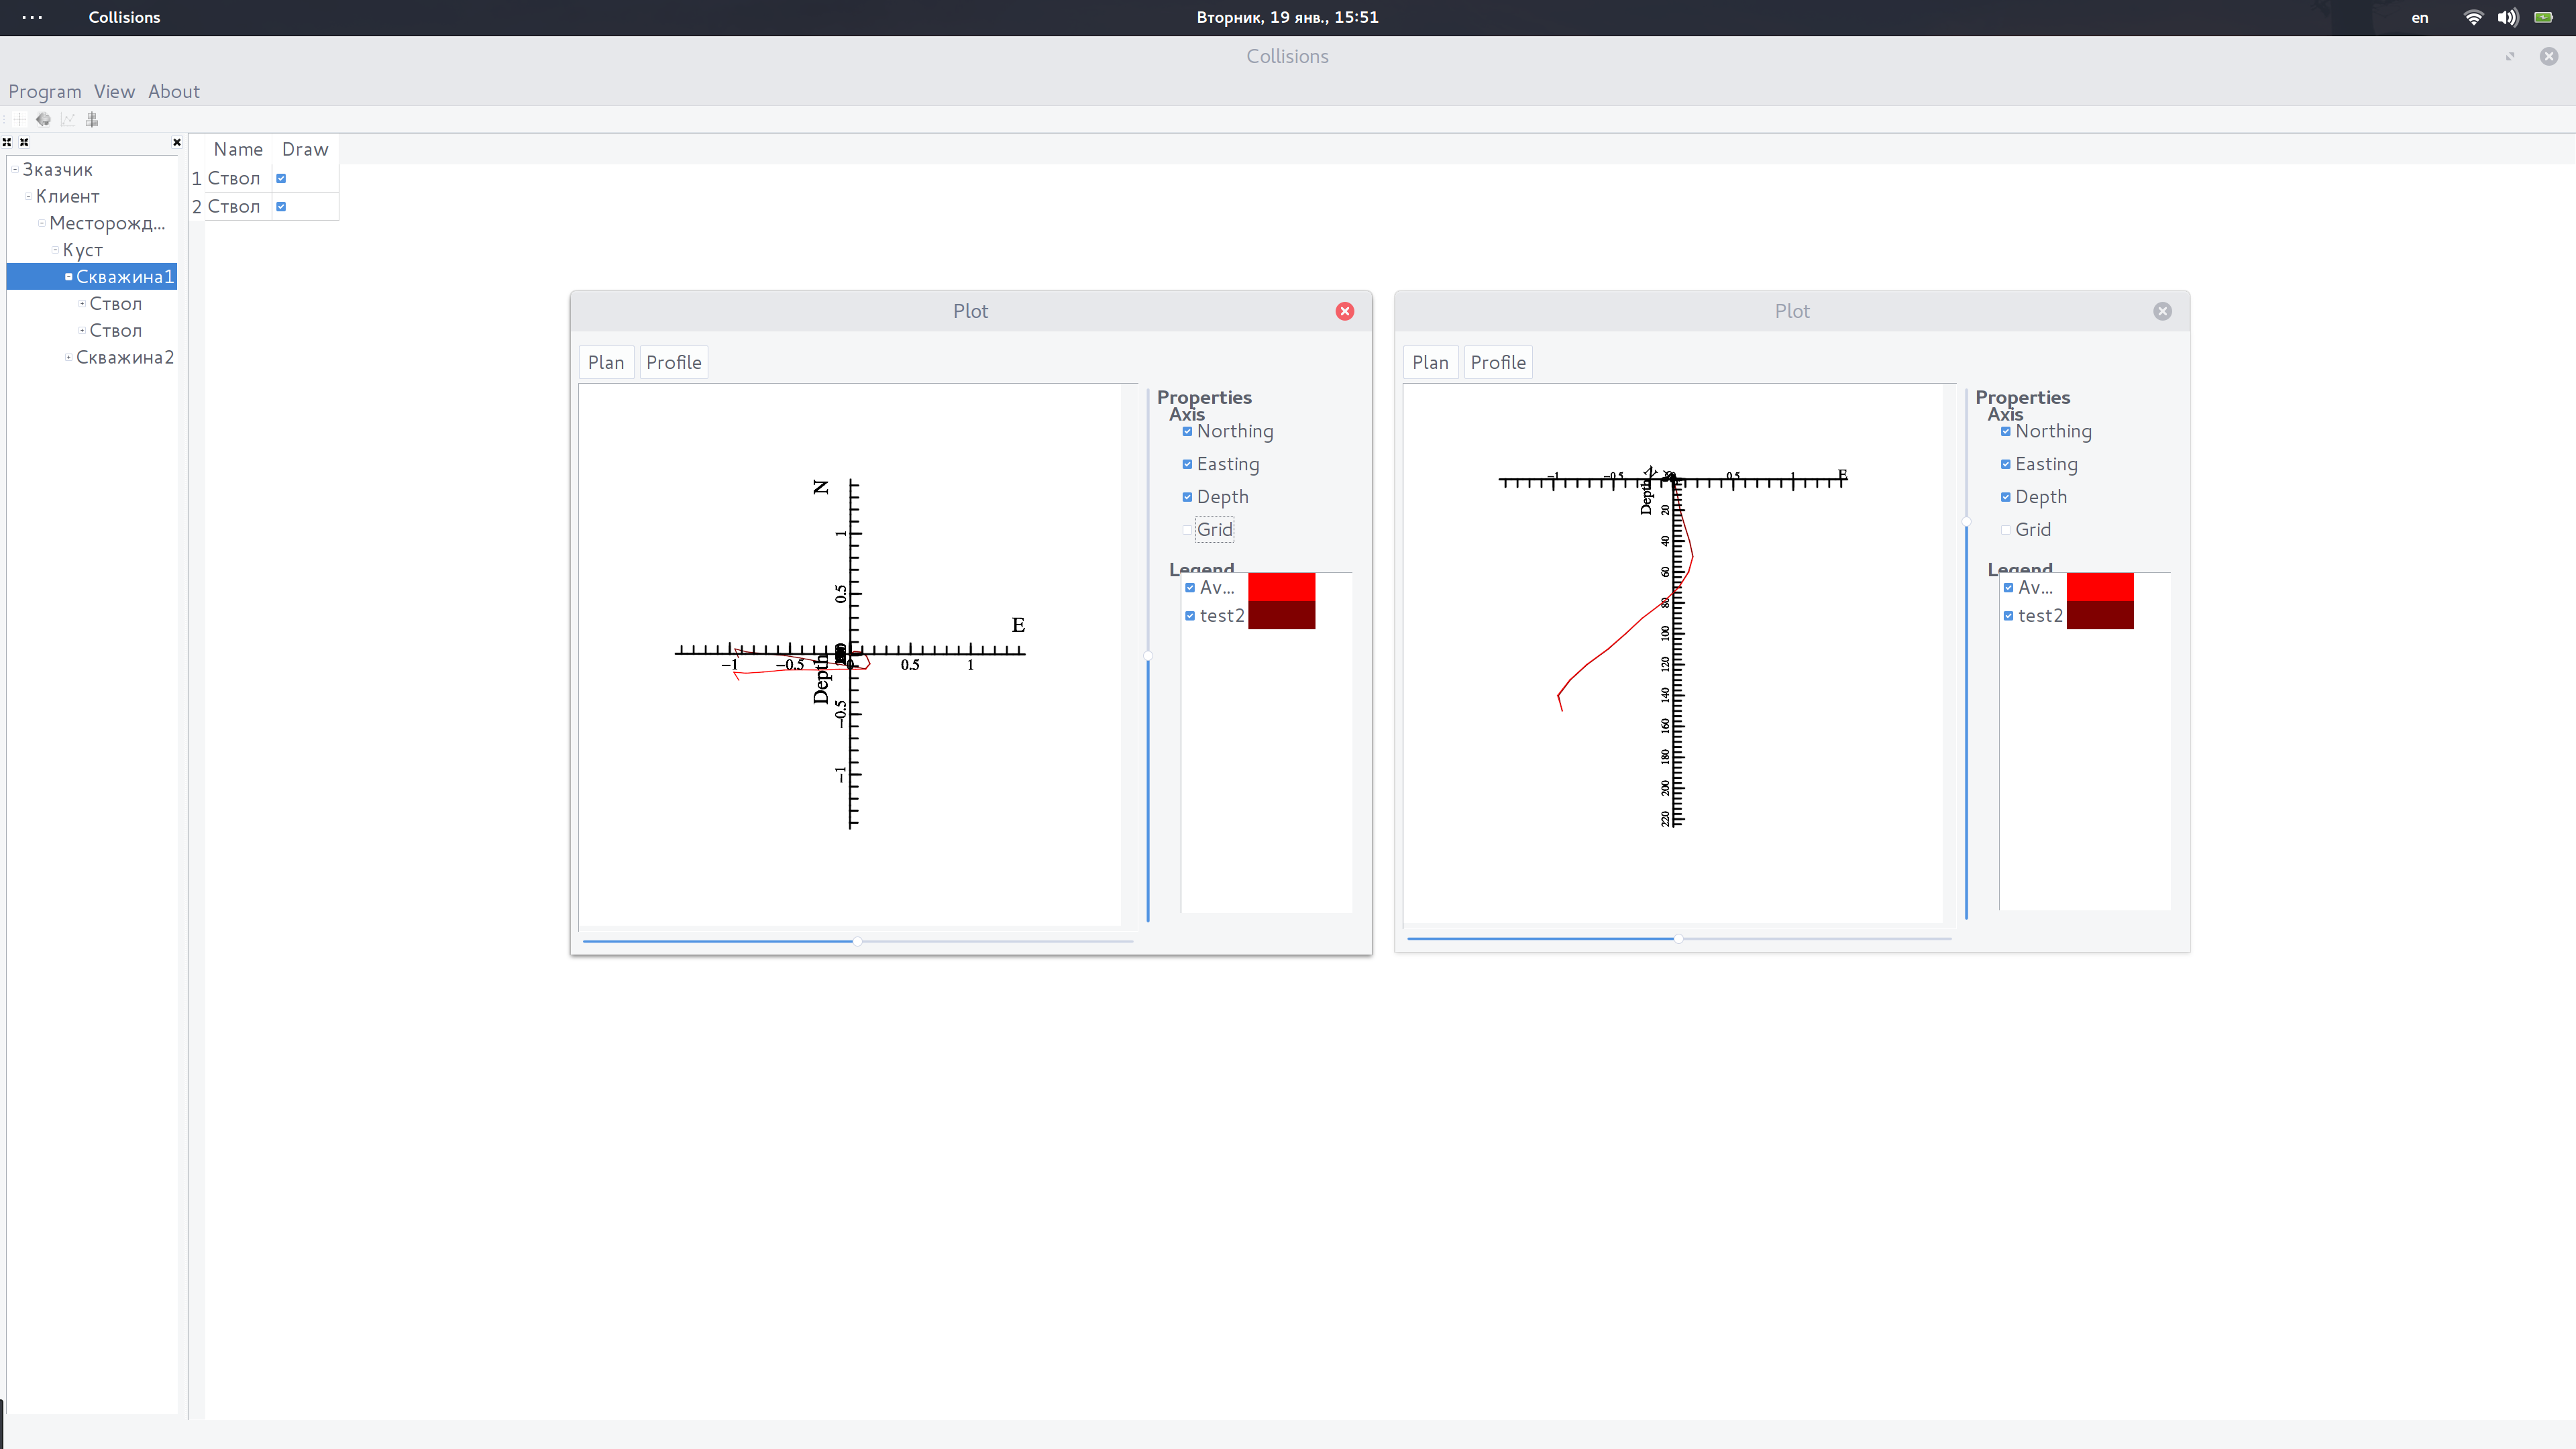 Collisions
Вторник, 19 янв., 15:51
en
Collisions
Program View About
Name Draw
1 Ствол
2 Ствол
Зказчик
Клиент
Месторожд...
Куст
Скважина1
Ствол
Ствол
Скважина2
Plot
Plan Profile
N
1
0.5
E
-1 -0.5 0 0.5 1
Depth
-0.5
-1
Properties
Axis
Northing
Easting
Depth
Grid
Legend
Av...
test2
Plot
Plan Profile
-1 -0.5 0.5 1 E
Depth
20
40
60
80
100
120
140
160
180
200
220
Properties
Axis
Northing
Easting
Depth
Grid
Legend
Av...
test2